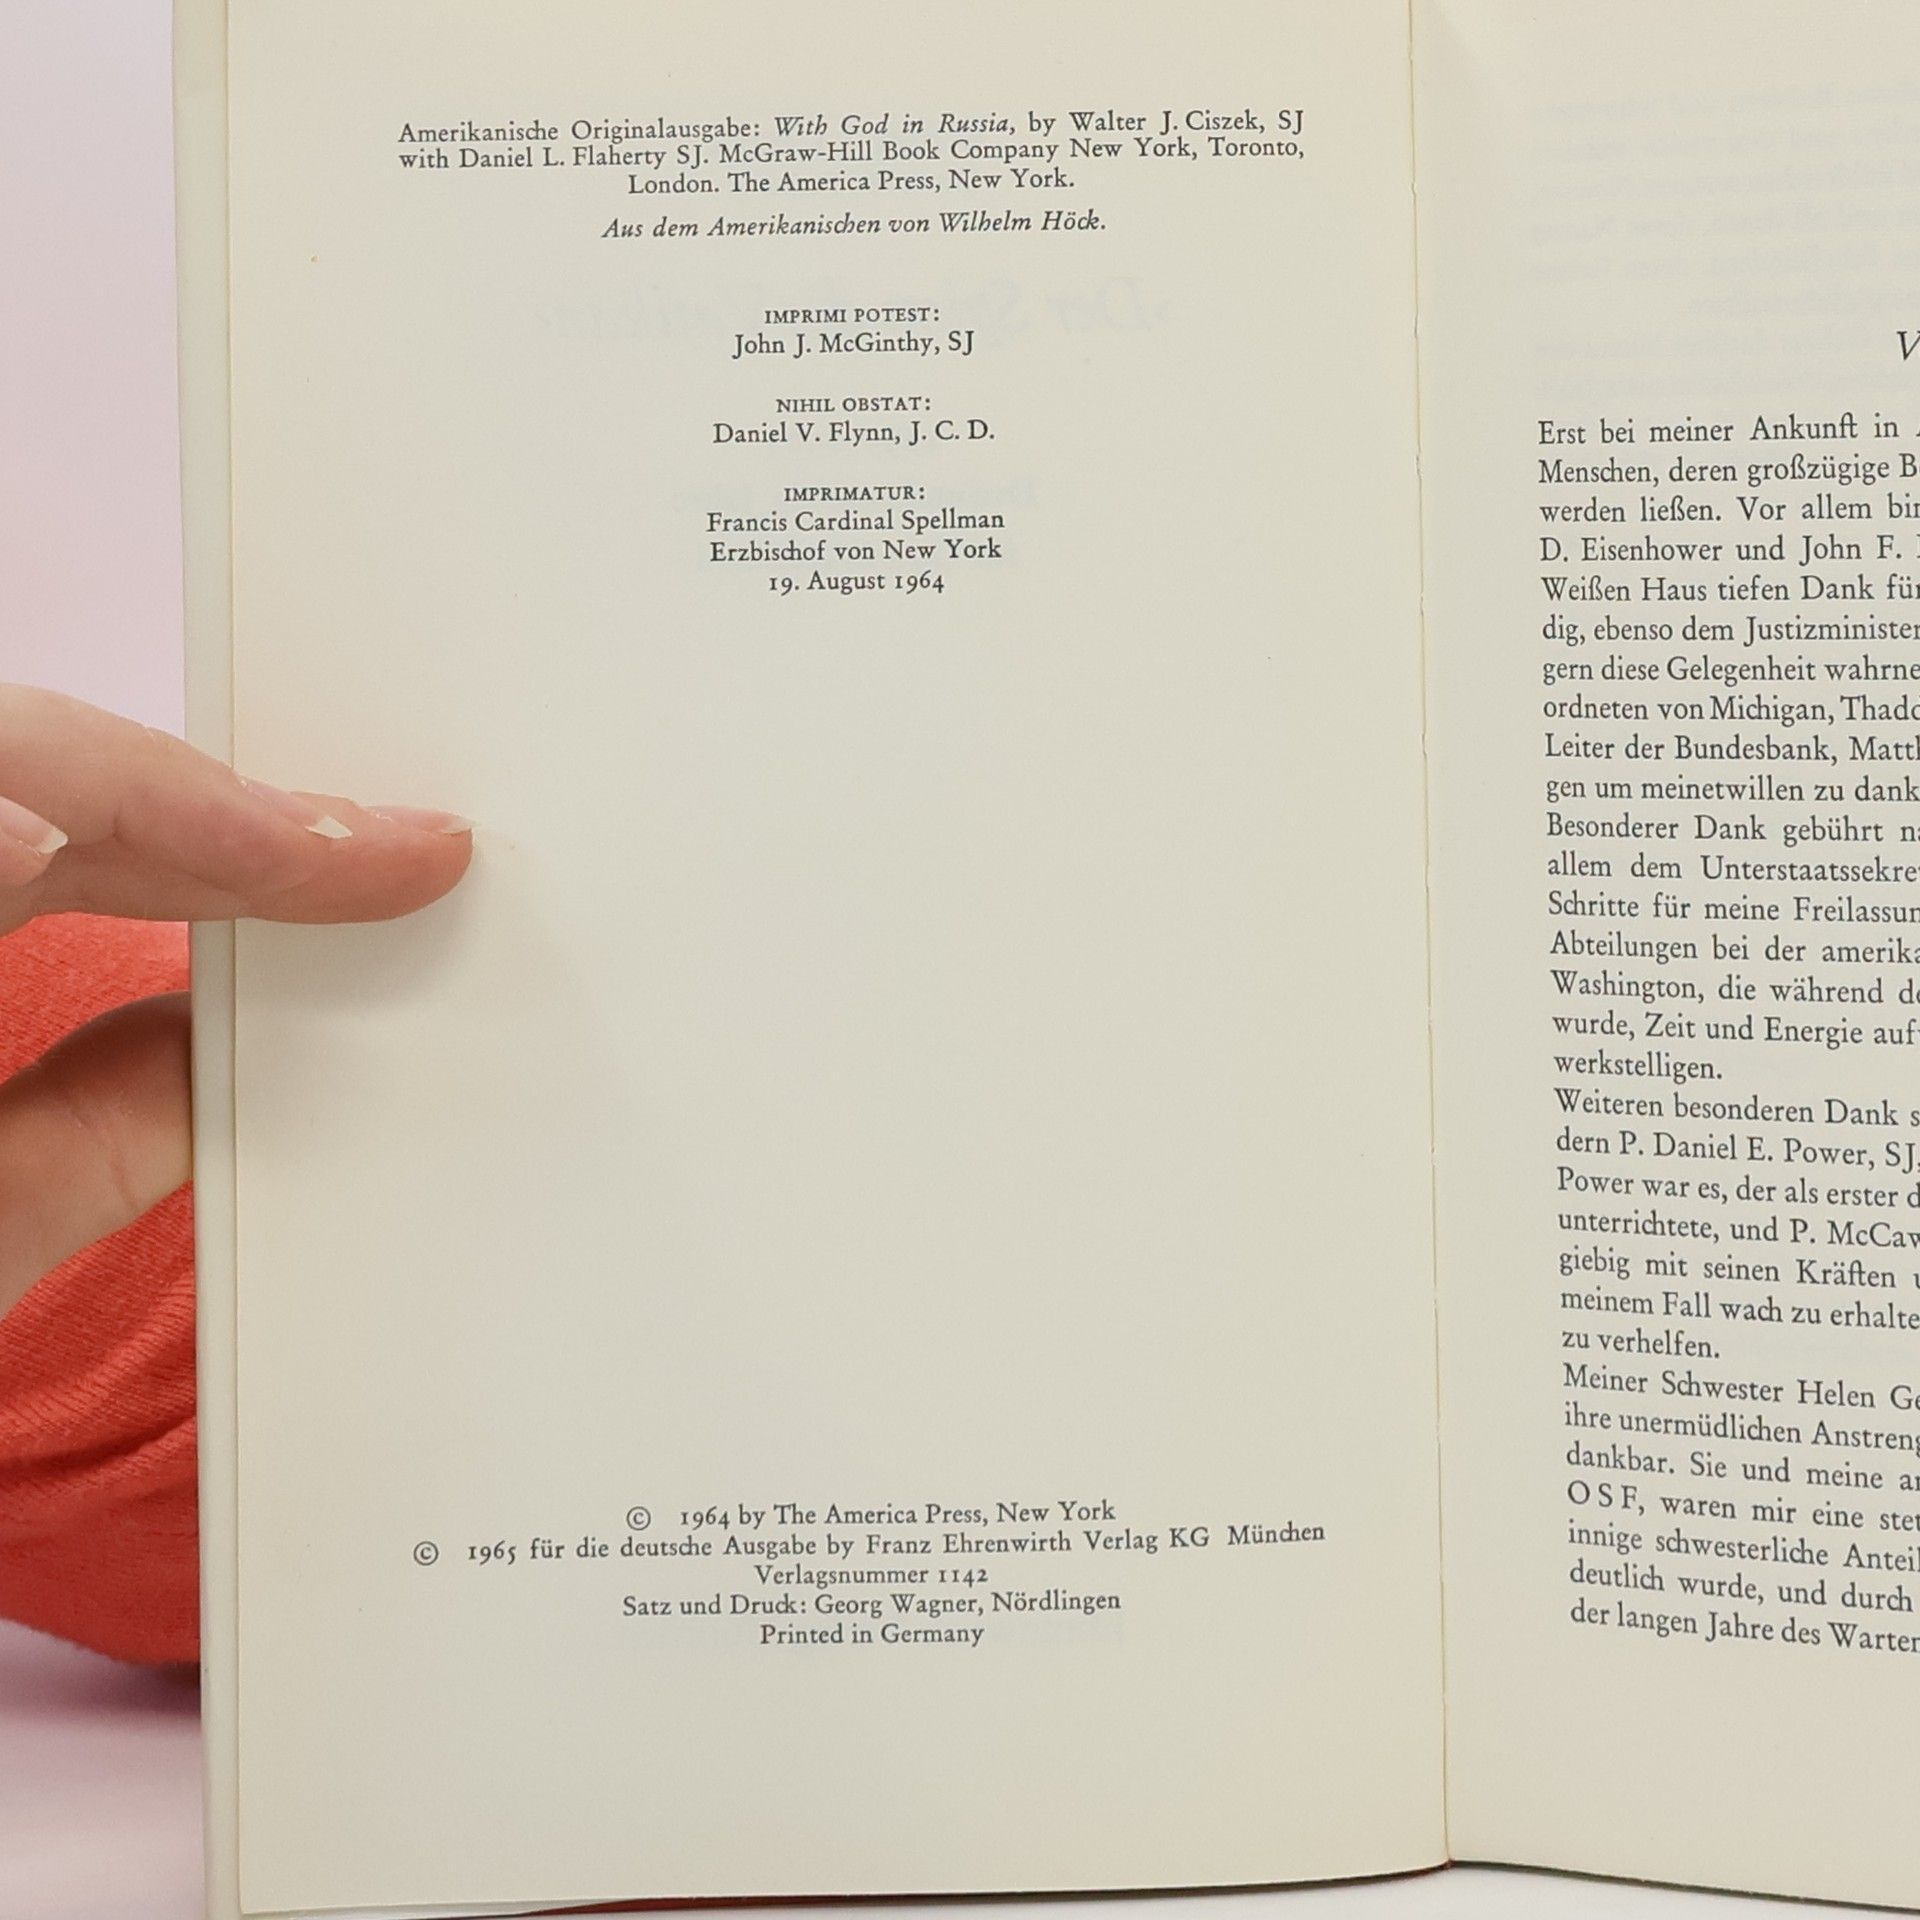 Amerikanische Originalausgabe: With God in Russia, by Walter J. Ciszek, SJ
with Daniel L. Flaherty SJ. McGraw-Hill Book Company New York, Toronto,
London. The America Press, New York.
Aus dem Amerikanischen von Wilhelm Höck.
IMPRIMI POTEST:
John J. McGinthy, SJ
NIHIL OBSTAT:
Daniel V. Flynn, J. C. D.
IMPRIMATUR:
Francis Cardinal Spellman
Erzbischof von New York
19. August 1964
© 1964 by The America Press, New York
© 1965 für die deutsche Ausgabe by Franz Ehrenwirth Verlag KG München
Verlagsnummer 1142
Satz und Druck: Georg Wagner, Nördlingen
Printed in Germany
V
Erst bei meiner Ankunft in
Menschen, deren großzügige
werden ließen. Vor allem
D. Eisenhower und John F.
Weißen Haus tiefen Dank
dig, ebenso dem Justizminister
gern diese Gelegenheit
ordneten von Michigan,
Leiter der Bundesbank,
gen um meinetwillen zu
Besonderer Dank gebührt
allem dem
Schritte für meine
Abteilungen bei der
Washington, die während
wurde, Zeit und Energie
werkstelligen.
Weiteren besonderen Dank
dern P. Daniel E. Power, SJ,
Power war es, der als erster
unterrichtete, und P.
giebig mit seinen Kräften
meinem Fall wach zu
zu verhelfen.
Meiner Schwester Helen
ihre unermüdlichen
dankbar. Sie und meine
OSF, waren mir eine
innige schwesterliche
deutlich wurde, und durch
der langen Jahre des